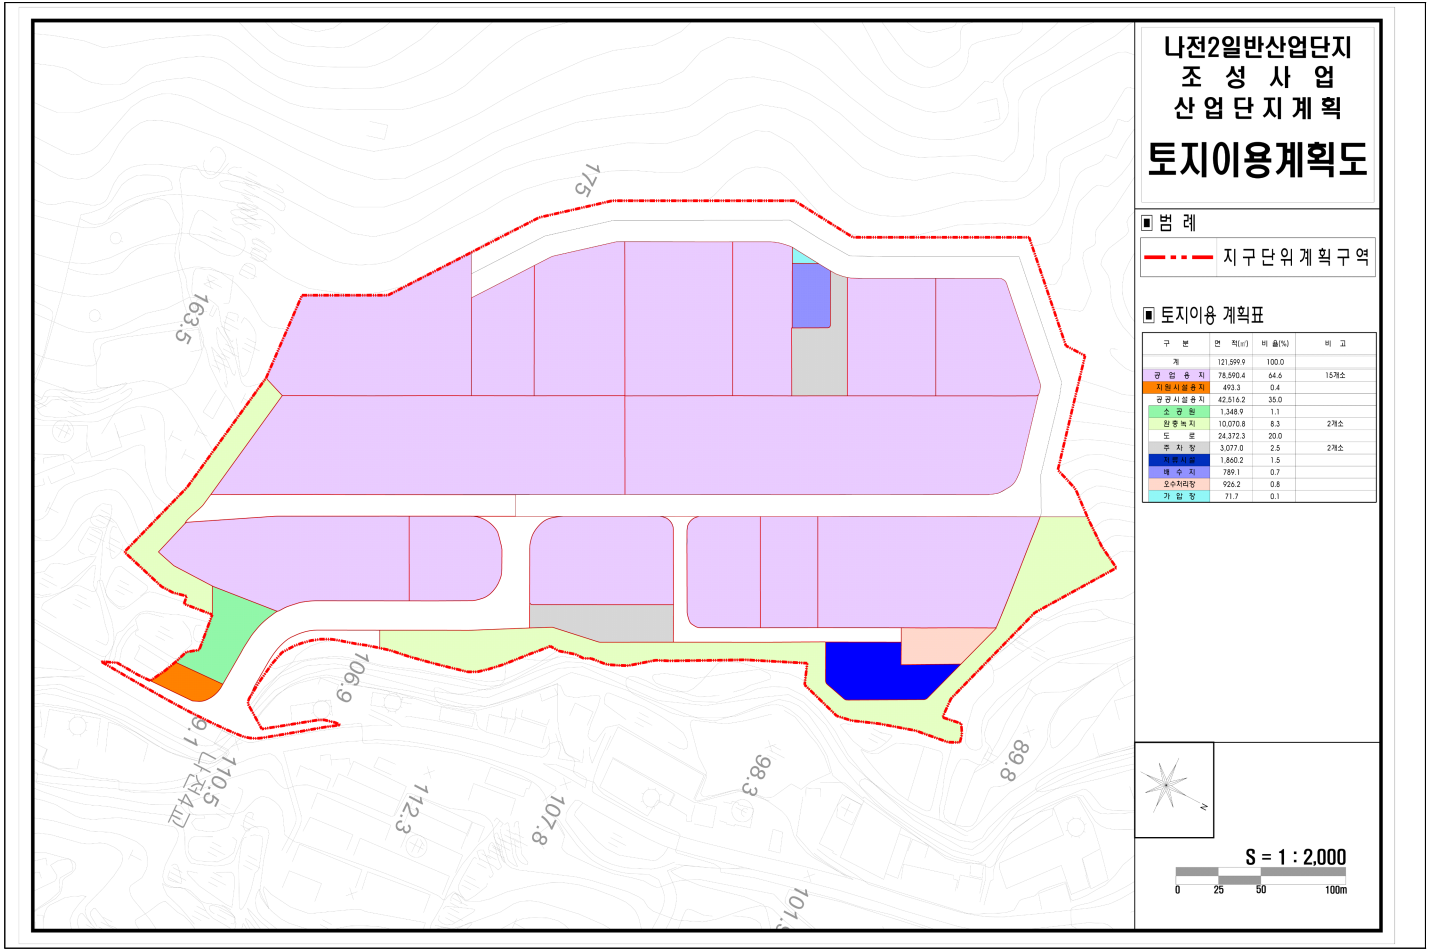 나전2일반산업단지
조 성 사 업
산 업 단 지 계 획
토지이용계획도
범 례
지 구 단 위 계 획 구 역
토지이용 계획표
구 분 면 적(㎡) 비 율(%) 비 고
계 121,599.9 100.0
공 업 용 지 78,590.4 64.6 15개소
지원시설용지 493.3 0.4
공공시설용지 42,516.2 35.0
소 공 원 1,348.9 1.1
완 충 녹 지 10,070.8 8.3 2개소
도 로 24,372.3 20.0
주 차 장 3,077.0 2.5 2개소
1,860.2 1.5
배 수 지 789.1 0.7
오수처리장 926.2 0.8
가 압 장 71.7 0.1
175
163.5
106.9
9.1
나전4교
110.5
112.3
107.8
98.3
89.8
101.
N
S = 1 : 2,000
0 25 50 100m